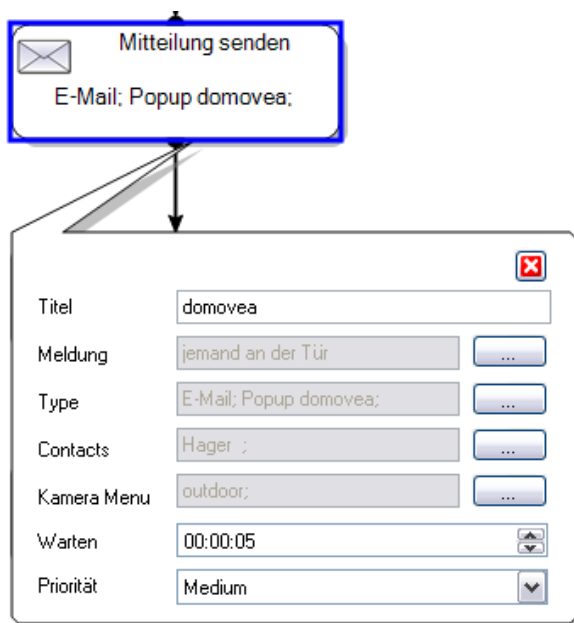 Mitteilung senden
E-Mail; Popup domovea;
Titel domovea
Meldung jemand an der Tür ...
Type E-Mail; Popup domovea; ...
Contacts Hager ; ...
Kamera Menu outdoor; ...
Warten 00:00:05
Priorität Medium